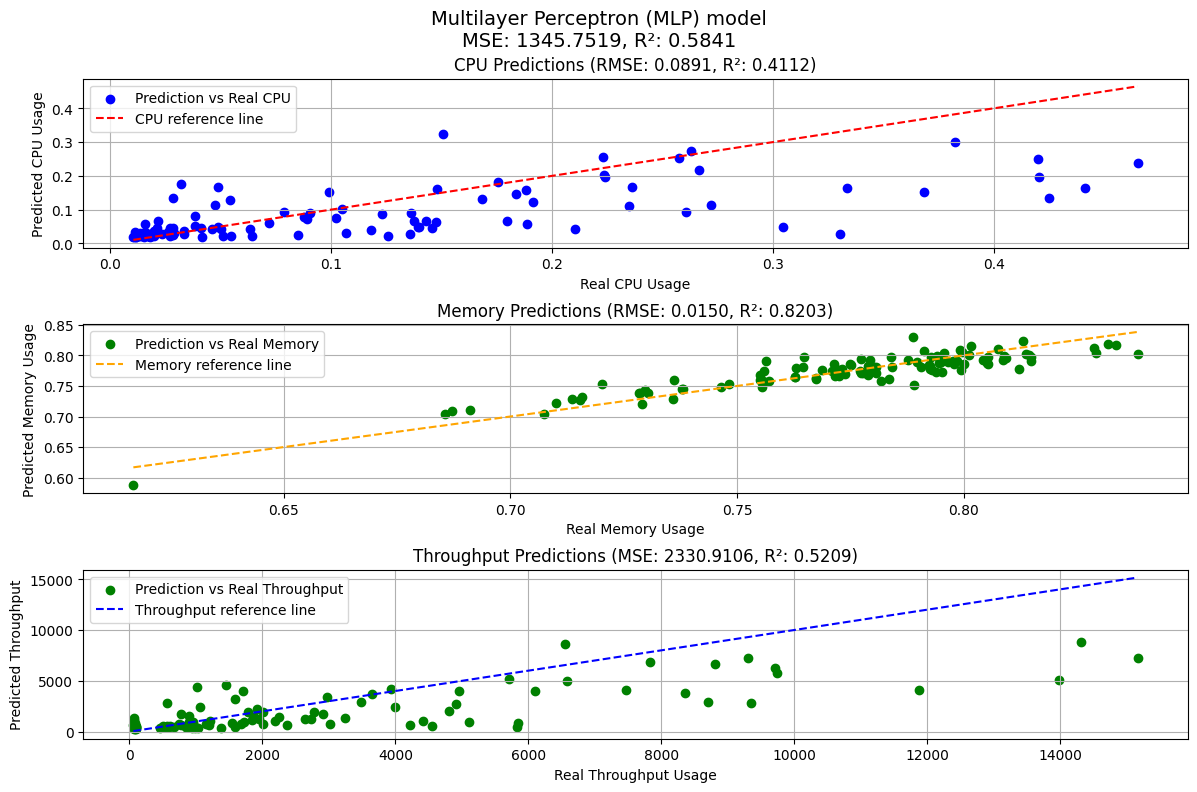 Multilayer Perceptron (MLP) model
MSE: 1345.7519, R²: 0.5841
CPU Predictions (RMSE: 0.0891, R²: 0.4112)
Prediction vs Real CPU
CPU reference line
Predicted CPU Usage
0.4
0.3
0.2
0.1
0.0
0.0 0.1 0.2 0.3 0.4
Real CPU Usage
Memory Predictions (RMSE: 0.0150, R²: 0.8203)
Prediction vs Real Memory
Memory reference line
Predicted Memory Usage
0.85
0.80
0.75
0.70
0.65
0.60
0.65 0.70 0.75 0.80
Real Memory Usage
Throughput Predictions (MSE: 2330.9106, R²: 0.5209)
Prediction vs Real Throughput
Throughput reference line
Predicted Throughput
15000
10000
5000
0
0 2000 4000 6000 8000 10000 12000 14000
Real Throughput Usage